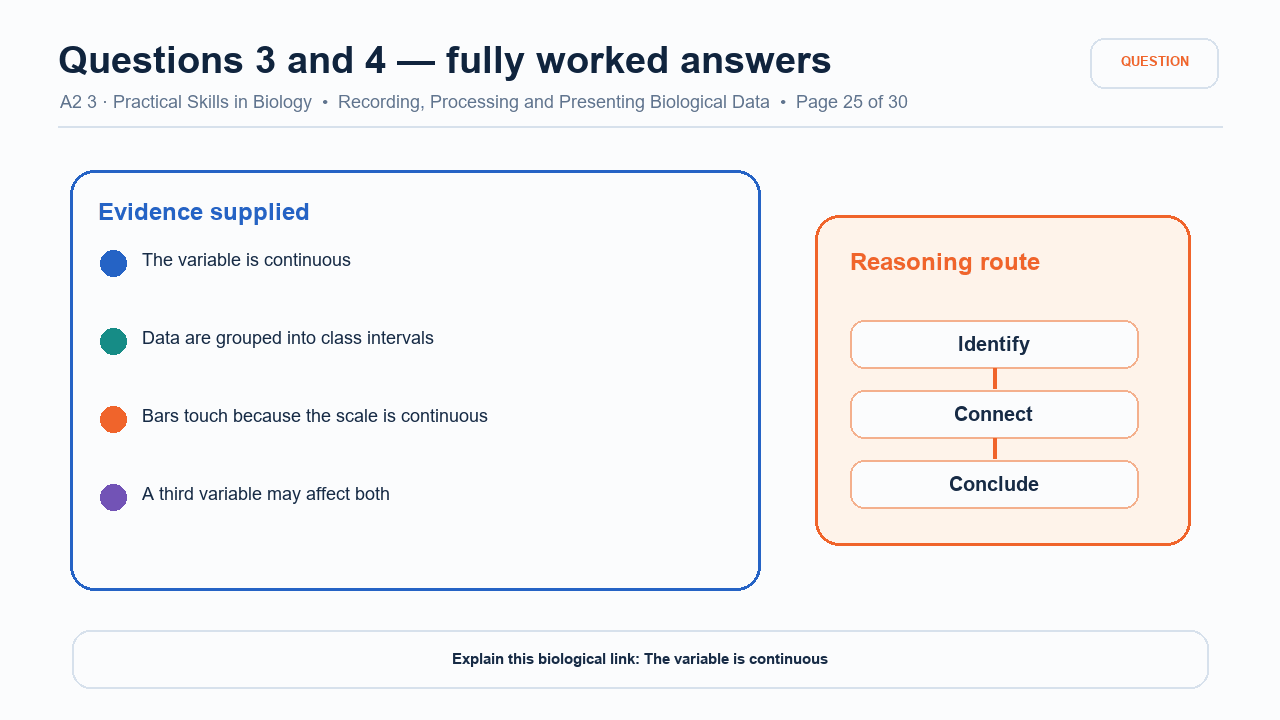 Questions 3 and 4 — fully worked answers
QUESTION
A2 3 · Practical Skills in Biology • Recording, Processing and Presenting Biological Data • Page 25 of 30
Evidence supplied
The variable is continuous
Data are grouped into class intervals
Bars touch because the scale is continuous
A third variable may affect both
Reasoning route
Identify
Connect
Conclude
Explain this biological link: The variable is continuous